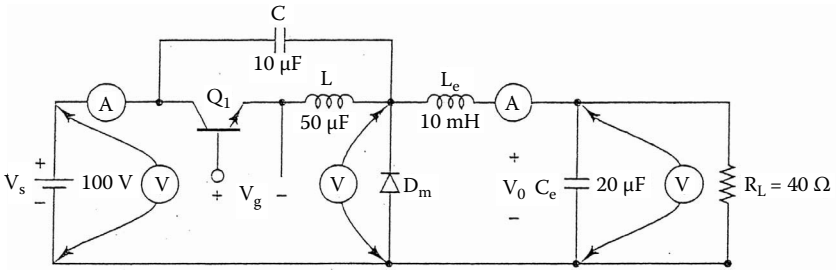 C
10 µF
A
Q1
L
50 µF
Le
10 mH
A
Vs
+
−
100 V
V
+ Vg −
V
Dm
+
V0
−
Ce
20 µF
V
RL = 40 Ω